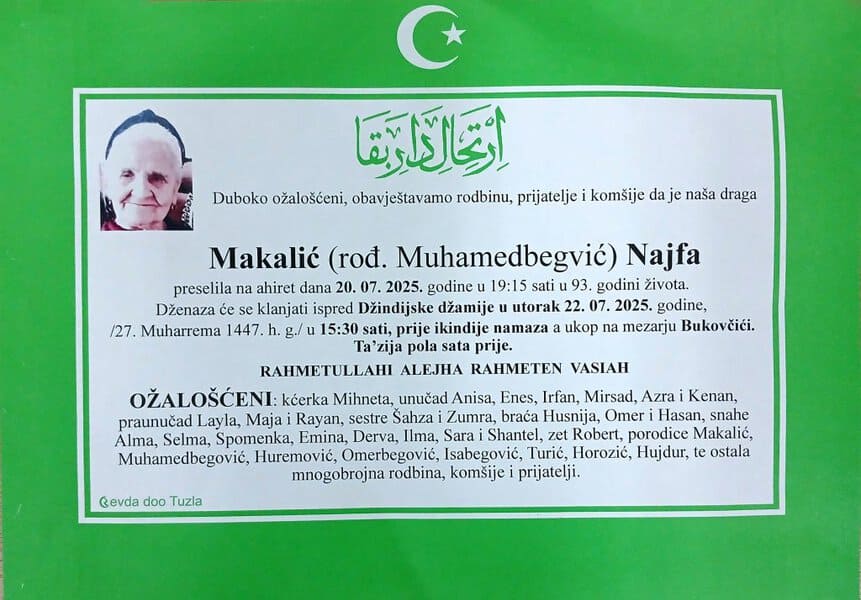 اِرْتِحَالِ دَارِ بَقَا
Duboko ožalošćeni, obavještavamo rodbinu, prijatelje i komšije da je naša draga
Makalić (rođ. Muhamedbegvić) Najfa
preselila na ahiret dana 20. 07. 2025. godine u 19:15 sati u 93. godini života.
Dženaza će se klanjati ispred Džindijske džamije u utorak 22. 07. 2025. godine,
/27. Muharrema 1447. h. g./ u 15:30 sati, prije ikindije namaza a ukop na mezarju Bukovčići.
Ta’zija pola sata prije.
RAHMETULLAHI ALEJHA RAHMETEN VASIAH
OŽALOŠĆENI: kćerka Mihneta, unučad Anisa, Enes, Irfan, Mirsad, Azra i Kenan,
praunučad Layla, Maja i Rayan, sestre Šahza i Zumra, braća Husnija, Omer i Hasan, snahe
Alma, Selma, Spomenka, Emina, Derva, Ilma, Sara i Shantel, zet Robert, porodice Makalić,
Muhamedbegović, Huremović, Omerbegović, Isabegović, Turić, Horozić, Hujdur, te ostala
mnogobrojna rodbina, komšije i prijatelji.
Sevda doo Tuzla